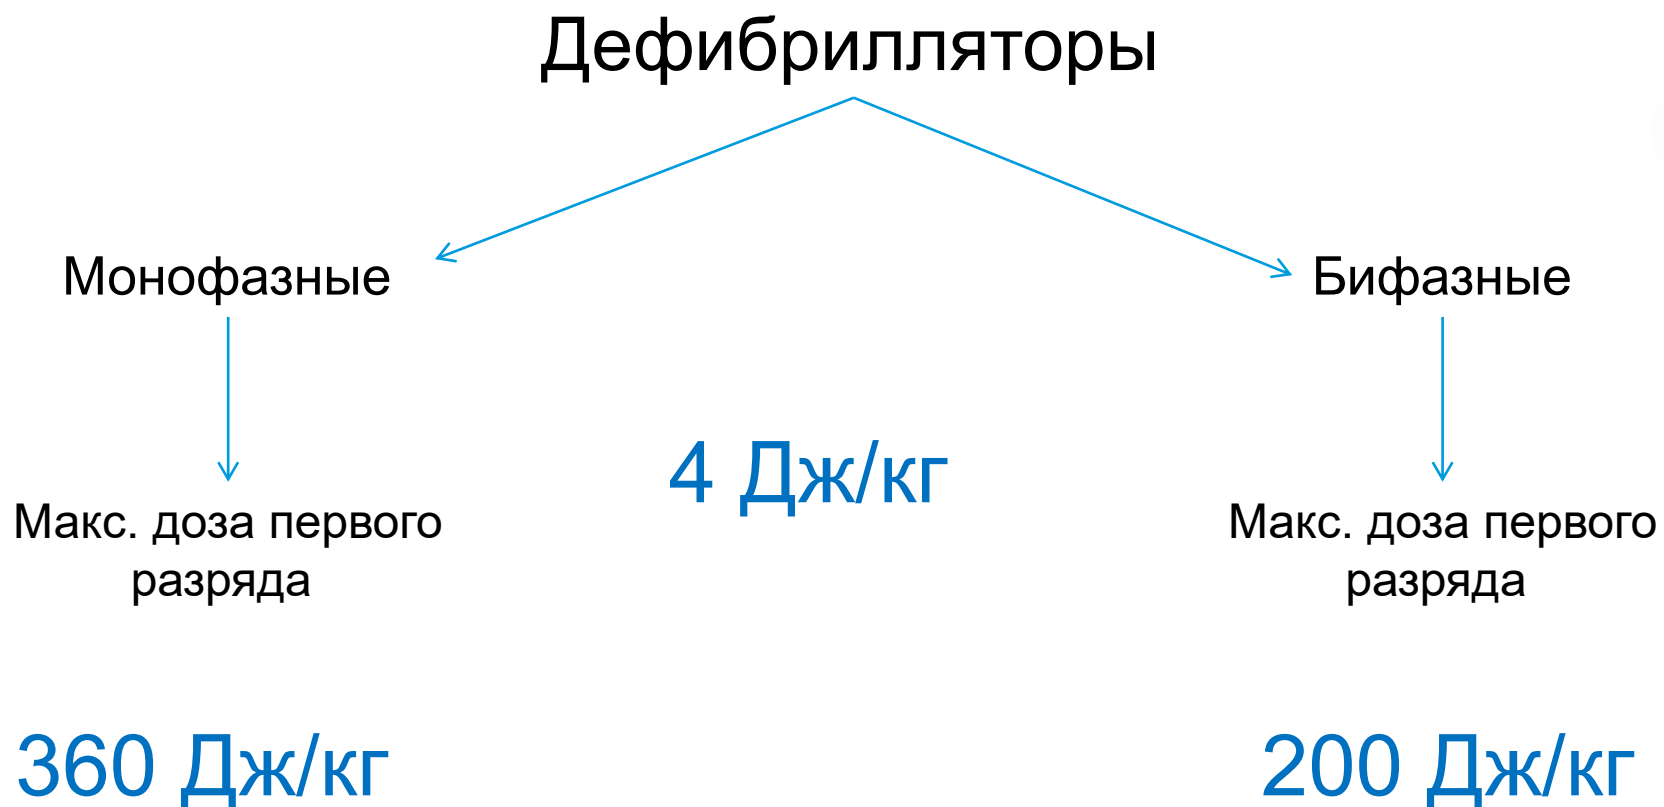 Дефибрилляторы
Монофазные
Бифазные
4 Дж/кг
Макс. доза первого
разряда
Макс. доза первого
разряда
360 Дж/кг
200 Дж/кг